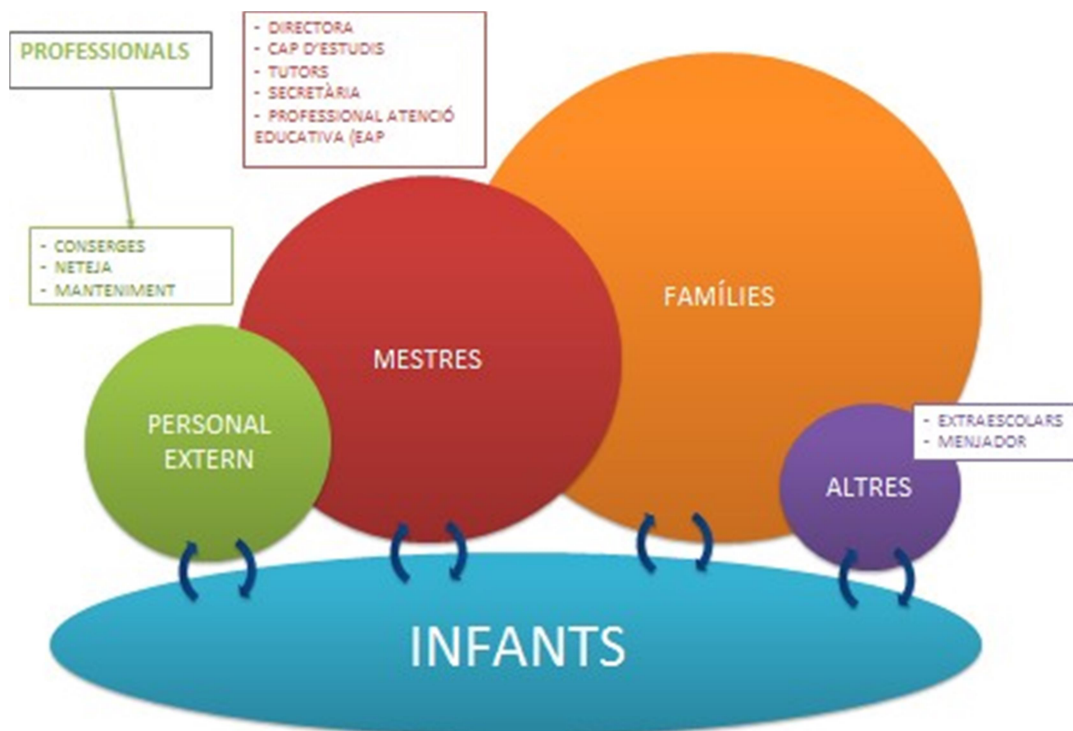 PROFESSIONALS
- DIRECTORA
- CAP D'ESTUDIS
- TUTORS
- SECRETÀRIA
- PROFESSIONAL ATENCIÓ
EDUCATIVA (EAP
- CONSERGES
- NETEJA
- MANTENIMENT
FAMÍLIES
MESTRES
PERSONAL
EXTERN
- EXTRAESCOLARS
- MENJADOR
ALTRES
INFANTS